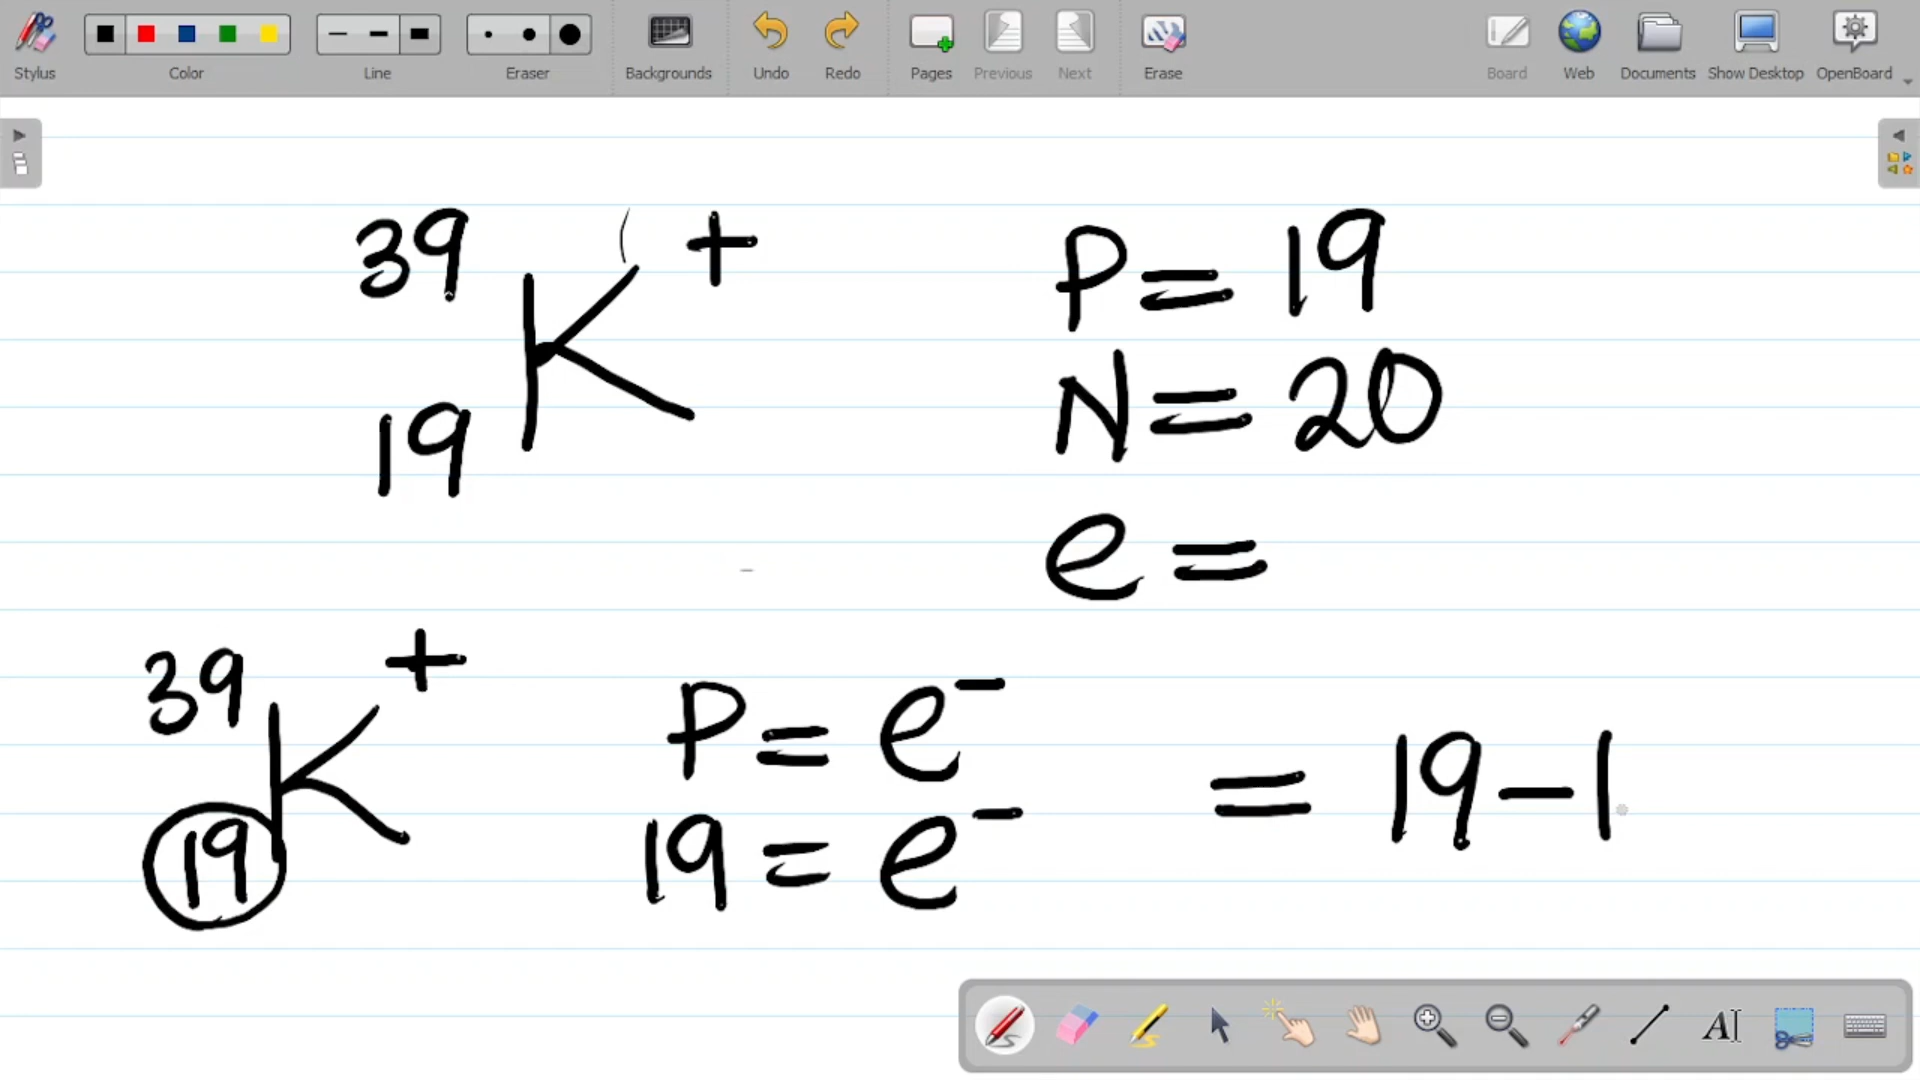 Stylus Color Line Eraser Backgrounds Undo Redo Pages Previous Next Erase Board Web Documents Show Desktop OpenBoard
39 K +
19
P = 19
N = 20
e =
39 K +
19
P = e⁻
19 = e⁻
= 19 - 1
AI